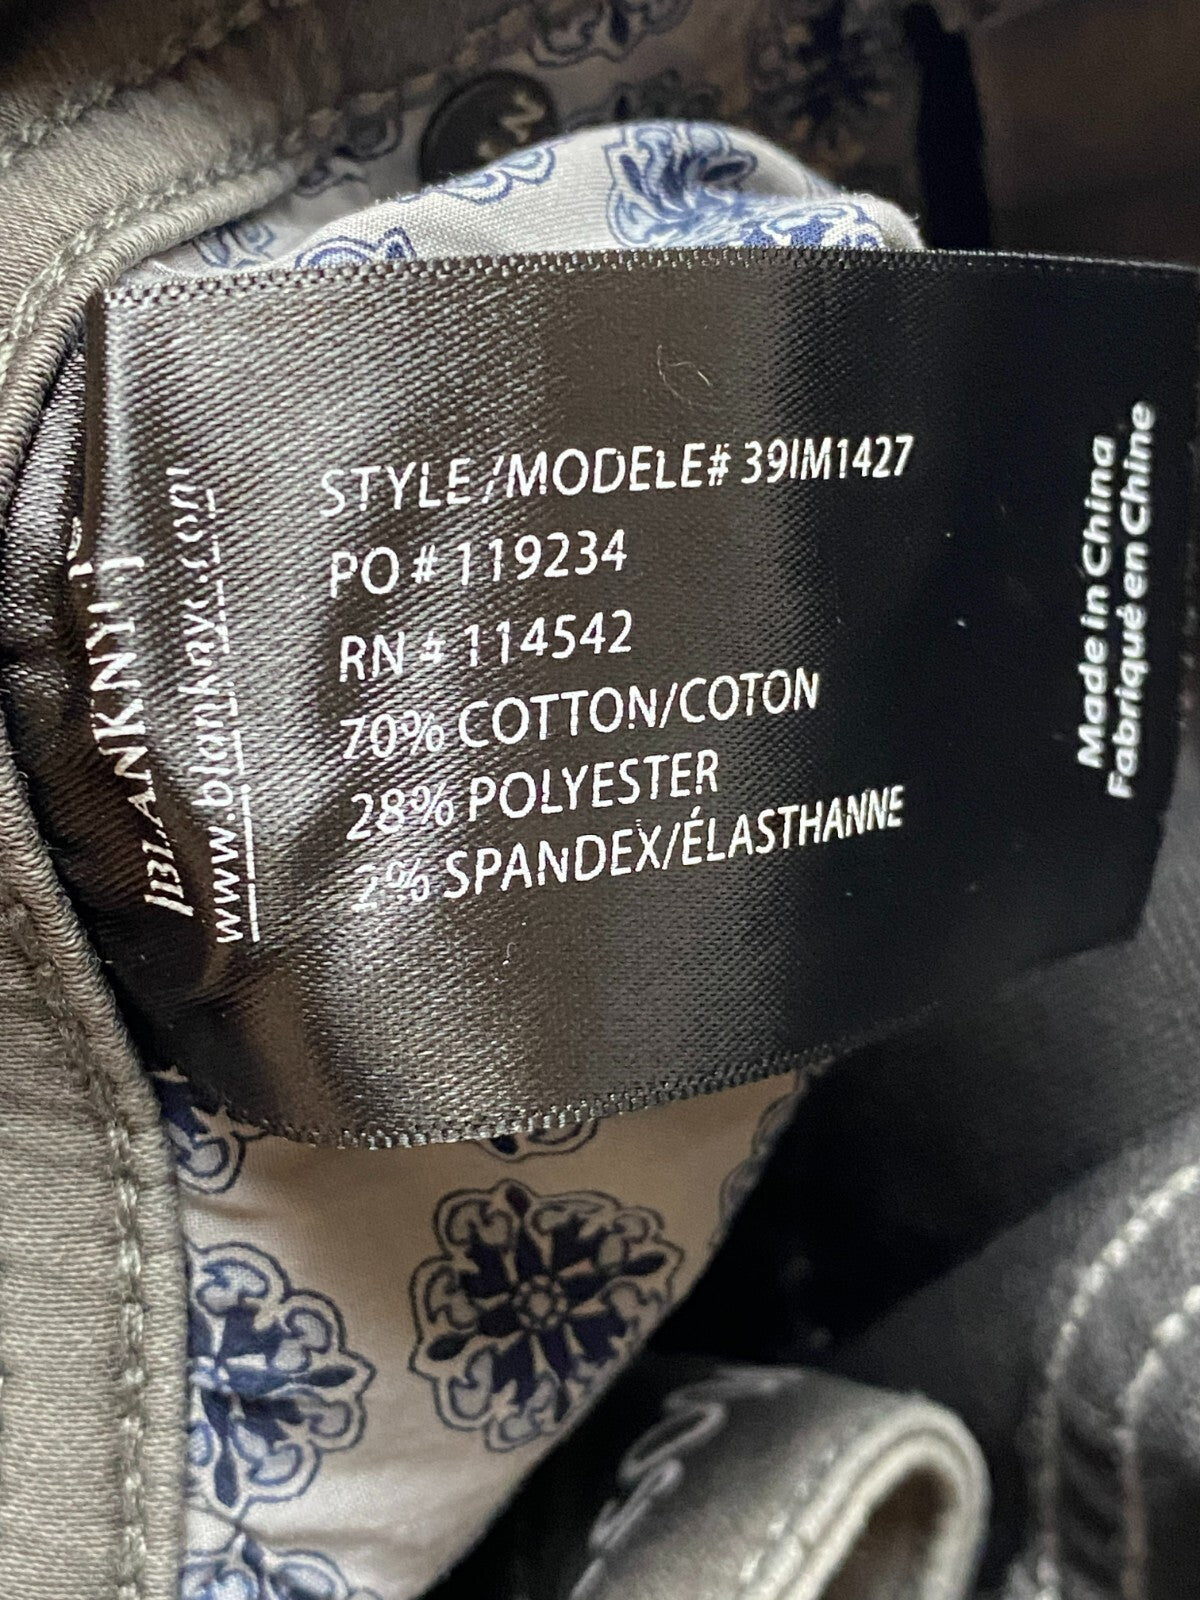 STYLE/MODELE# 39IM1427
PO # 119234
RN # 114542
70% COTTON/COTON
28% POLYESTER
2% SPANDEX/ÉLASTHANNE
Made in China
Fabriqué en Chine
[BLANKNYC]
www.blanknyc.com